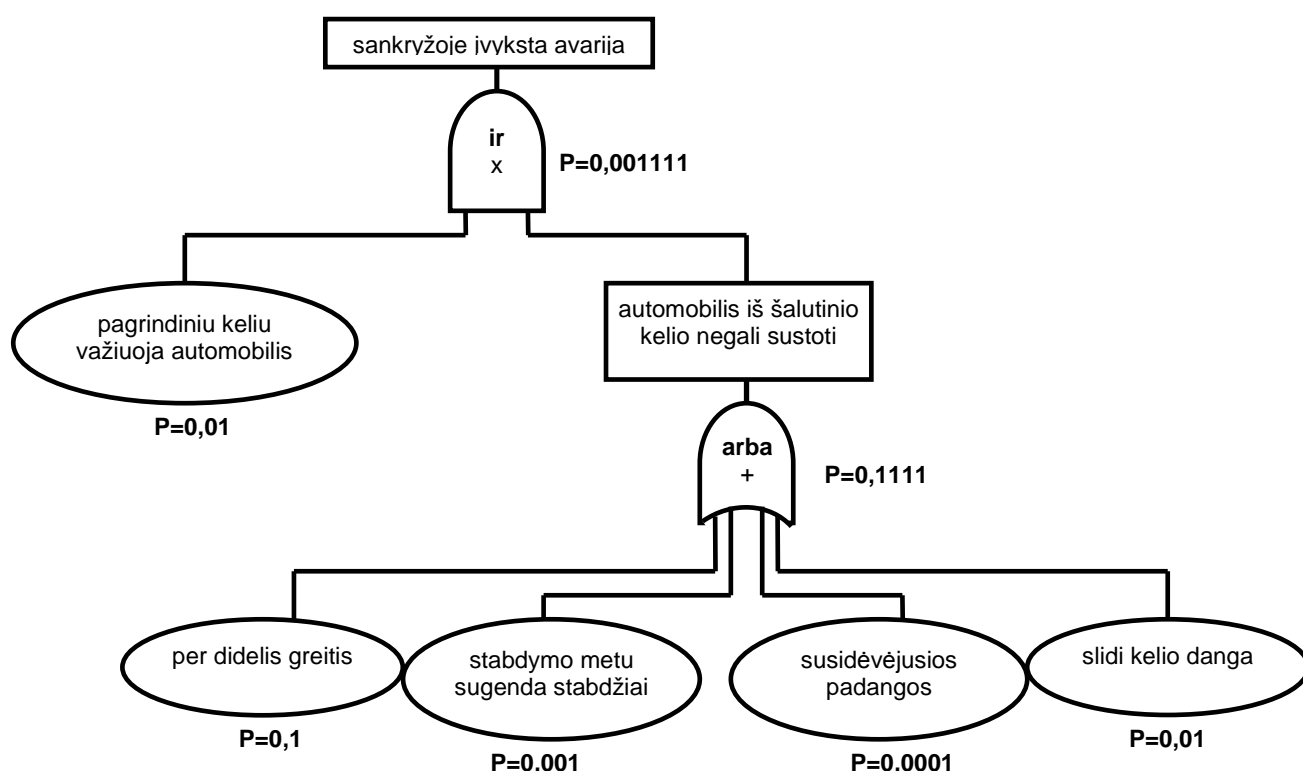 sankryžoje įvyksta avarija
ir
x
P=0,001111
pagrindiniu keliu
važiuoja automobilis
P=0,01
automobilis iš šalutinio
kelio negali sustoti
arba
+
P=0,1111
per didelis greitis
P=0,1
stabdymo metu
sugenda stabdžiai
P=0,001
susidėvėjusios
padangos
P=0,0001
slidi kelio danga
P=0,01